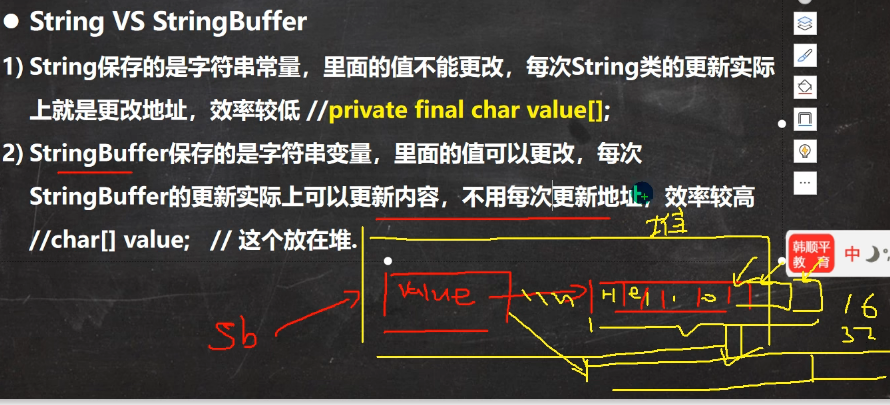 ● String VS StringBuffer
1) String保存的是字符串常量，里面的值不能更改，每次String类的更新实际
上就是更改地址，效率较低 //private final char value[];
2) StringBuffer保存的是字符串变量，里面的值可以更改，每次
StringBuffer的更新实际上可以更新内容，不用每次更新地址，效率较高
//char[] value; // 这个放在堆.
堆
韩顺平
教 育
中
value
Hello
16
Sb
32